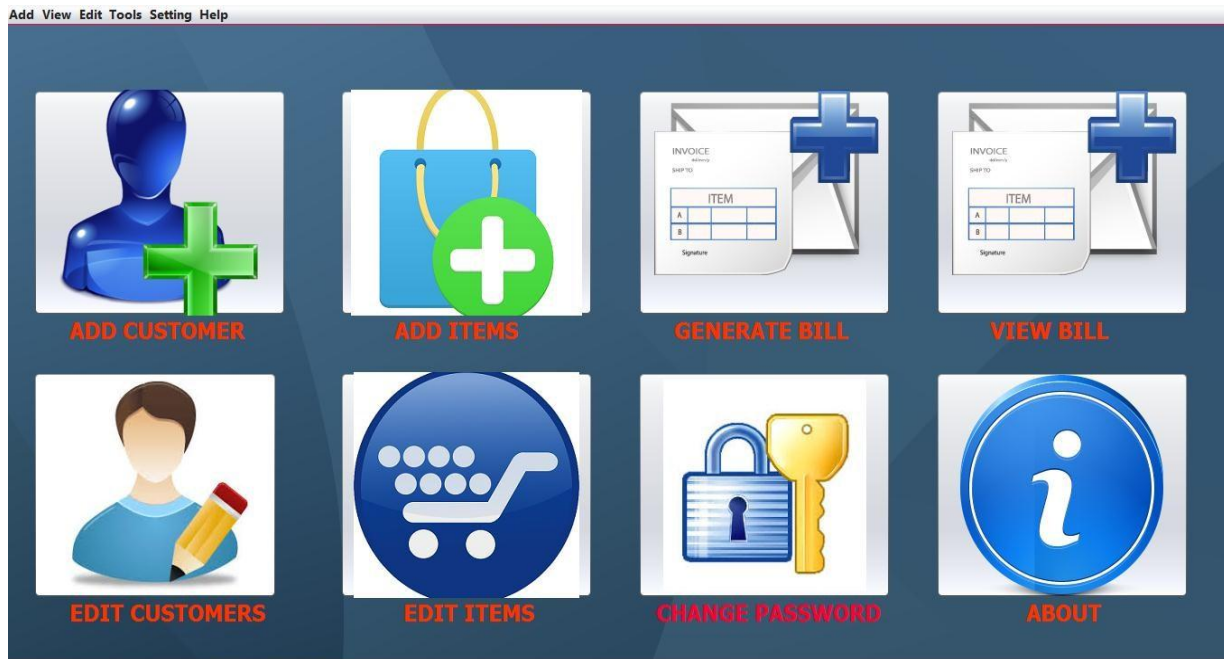 Add View Edit Tools Setting Help
INVOICE
SHIP TO
ITEM
A
B
Signature
INVOICE
SHIP TO
ITEM
A
B
Signature
ADD CUSTOMER
ADD ITEMS
GENERATE BILL
VIEW BILL
EDIT CUSTOMERS
EDIT ITEMS
CHANGE PASSWORD
ABOUT